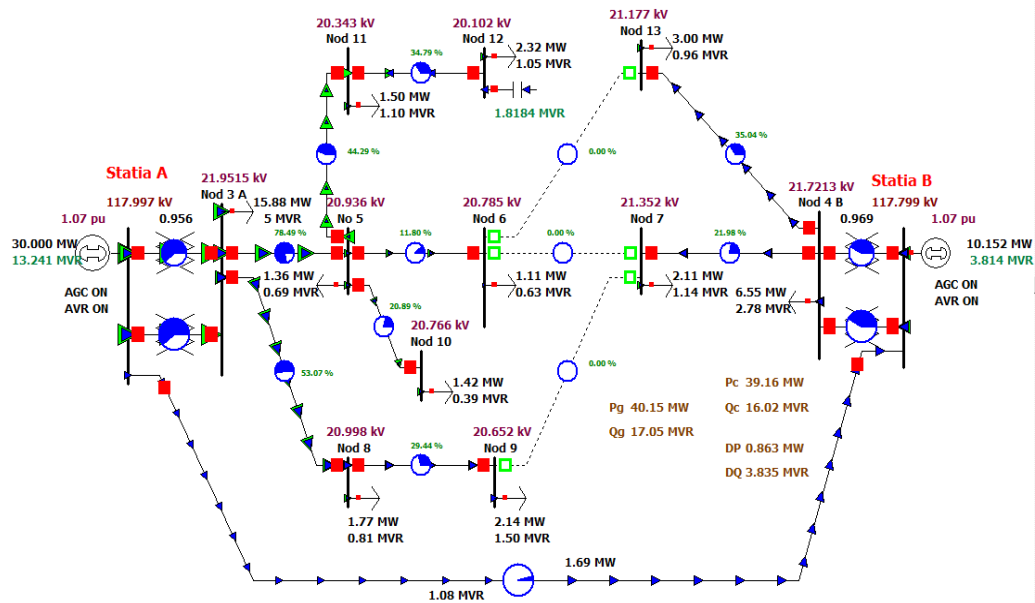 21.177 kV
Nod 13
20.343 kV
Nod 11
20.102 kV
Nod 12
3.00 MW
0.96 MVR
34.79 %
2.32 MW
1.05 MVR
1.8184 MVR
1.50 MW
1.10 MVR
44.29 %
0.00 %
35.04 %
Statia A
117.997 kV
0.956
21.9515 kV
Nod 3 A
15.88 MW
5 MVR
20.936 kV
No 5
20.785 kV
Nod 6
21.352 kV
Nod 7
21.7213 kV
Nod 4 B
Statia B
117.799 kV
0.969
1.07 pu
30.000 MW
13.241 MVR
AGC ON
AVR ON
78.49 %
11.80 %
0.00 %
21.98 %
1.07 pu
10.152 MW
3.814 MVR
AGC ON
AVR ON
1.36 MW
0.69 MVR
1.11 MW
0.63 MVR
2.11 MW
1.14 MVR
6.55 MW
2.78 MVR
20.89 %
20.766 kV
Nod 10
1.42 MW
0.39 MVR
53.07 %
0.00 %
Pg 40.15 MW
Qg 17.05 MVR
Pc 39.16 MW
Qc 16.02 MVR
DP 0.863 MW
DQ 3.835 MVR
20.998 kV
Nod 8
29.44 %
20.652 kV
Nod 9
1.77 MW
0.81 MVR
2.14 MW
1.50 MVR
1.69 MW
1.08 MVR